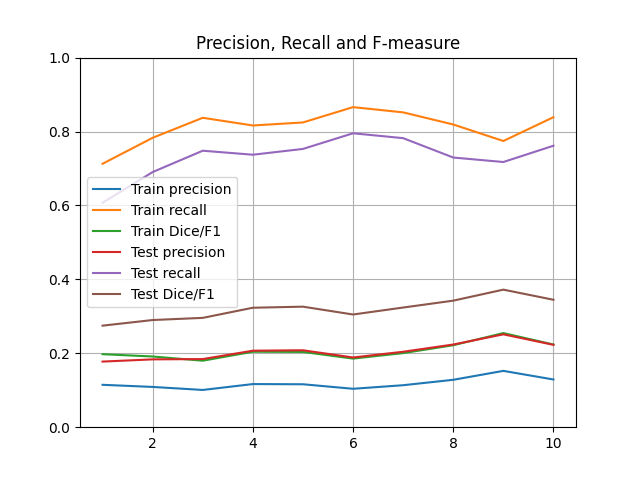 Precision, Recall and F-measure
1.0
0.8
0.6
0.4
0.2
0.0
Train precision
Train recall
Train Dice/F1
Test precision
Test recall
Test Dice/F1
2 4 6 8 10